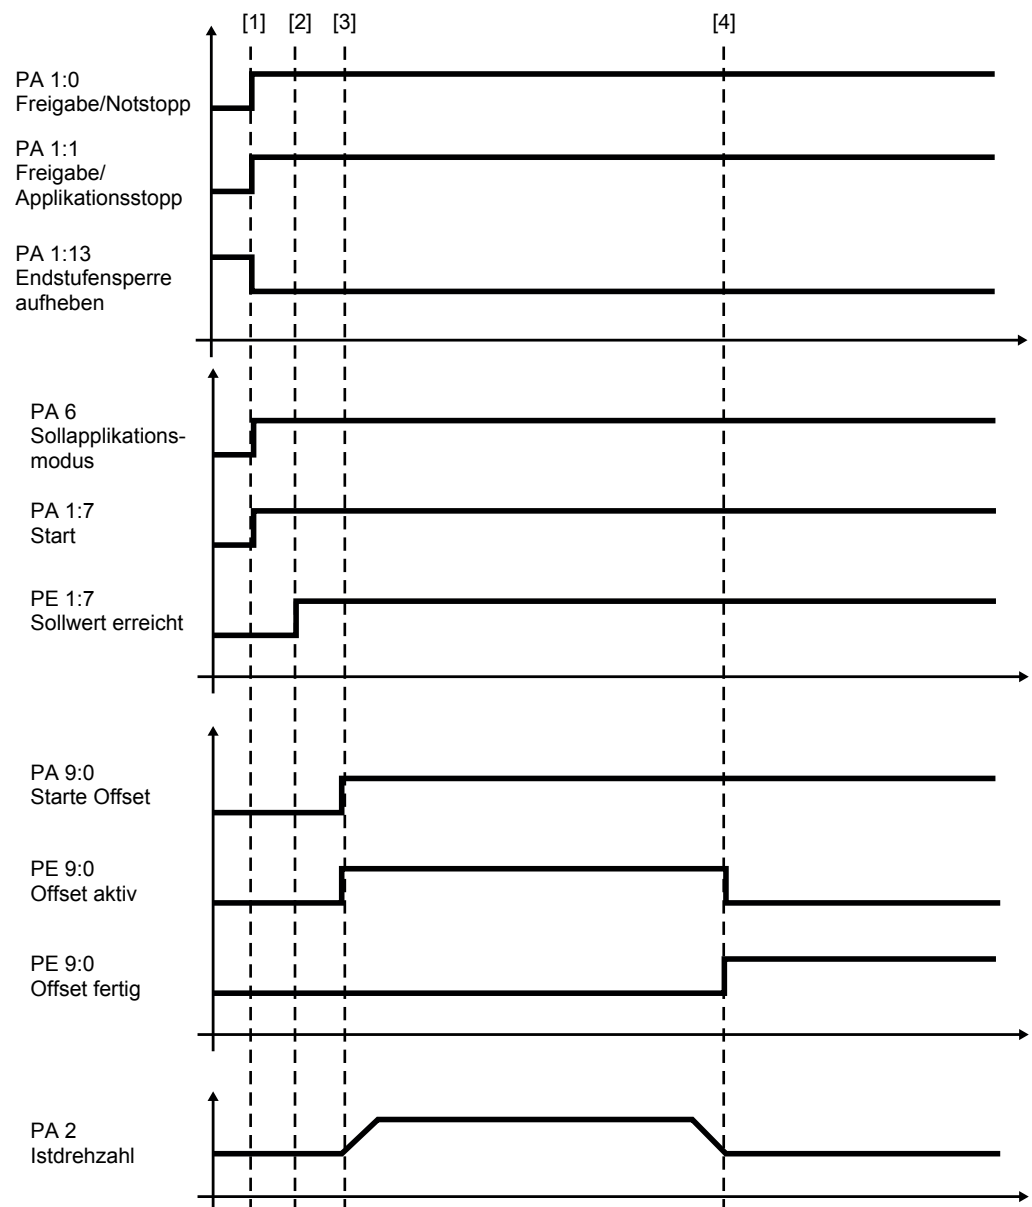 [1] [2] [3] [4]
PA 1:0
Freigabe/Notstopp
PA 1:1
Freigabe/
Applikationsstopp
PA 1:13
Endstufensperre
aufheben
PA 6
Sollapplikations-
modus
PA 1:7
Start
PE 1:7
Sollwert erreicht
PA 9:0
Starte Offset
PE 9:0
Offset aktiv
PE 9:0
Offset fertig
PA 2
Istdrehzahl